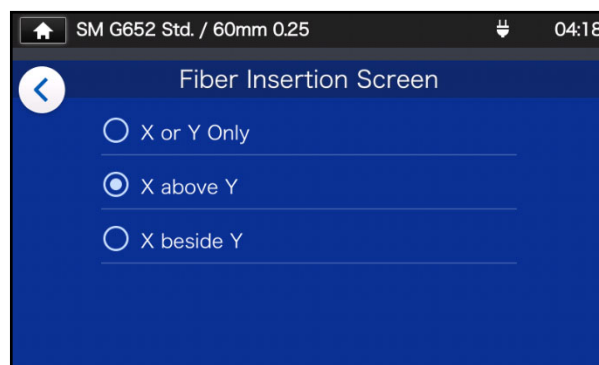 SM G652 Std. / 60mm 0.25 04:18
Fiber Insertion Screen
X or Y Only
X above Y
X beside Y